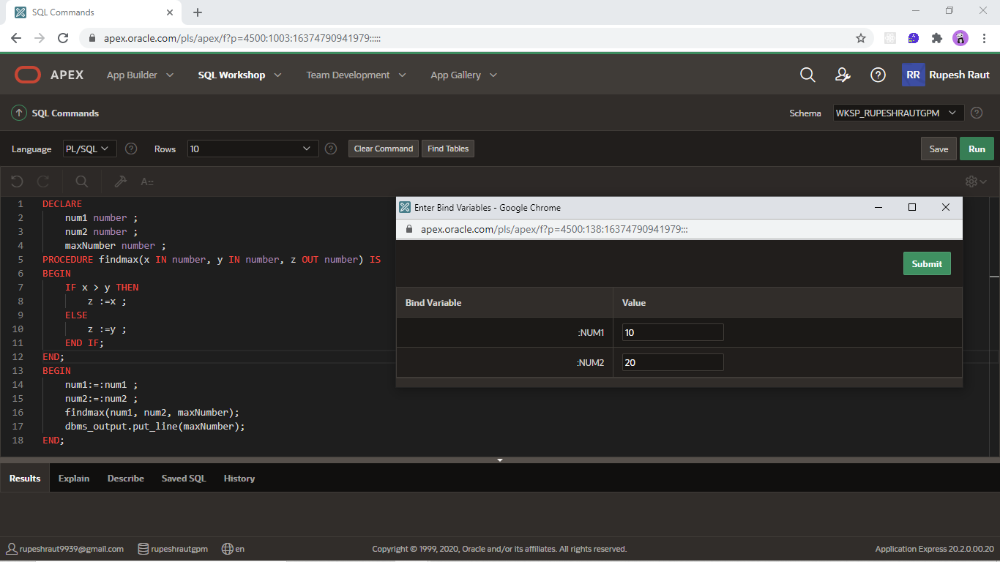 SQL Commands
apex.oracle.com/pls/apex/f?p=4500:1003:16374790941979:::::
APEX App Builder SQL Workshop Team Development App Gallery RR Rupesh Raut
SQL Commands Schema WKSP_RUPESHRAUTGPM
Language PL/SQL Rows 10 Clear Command Find Tables Save Run
1 DECLARE
2 num1 number ;
3 num2 number ;
4 maxNumber number ;
5 PROCEDURE findmax(x IN number, y IN number, z OUT number) IS
6 BEGIN
7 IF x > y THEN
8 z :=x ;
9 ELSE
10 z :=y ;
11 END IF;
12 END;
13 BEGIN
14 num1:=:num1 ;
15 num2:=:num2 ;
16 findmax(num1, num2, maxNumber);
17 dbms_output.put_line(maxNumber);
18 END;
Enter Bind Variables - Google Chrome
apex.oracle.com/pls/apex/f?p=4500:138:16374790941979:::
Submit
Bind Variable Value
:NUM1 10
:NUM2 20
Results Explain Describe Saved SQL History
rupeshraut9939@gmail.com rupeshrautgpm en Copyright © 1999, 2020, Oracle and/or its affiliates. All rights reserved. Application Express 20.2.0.00.20